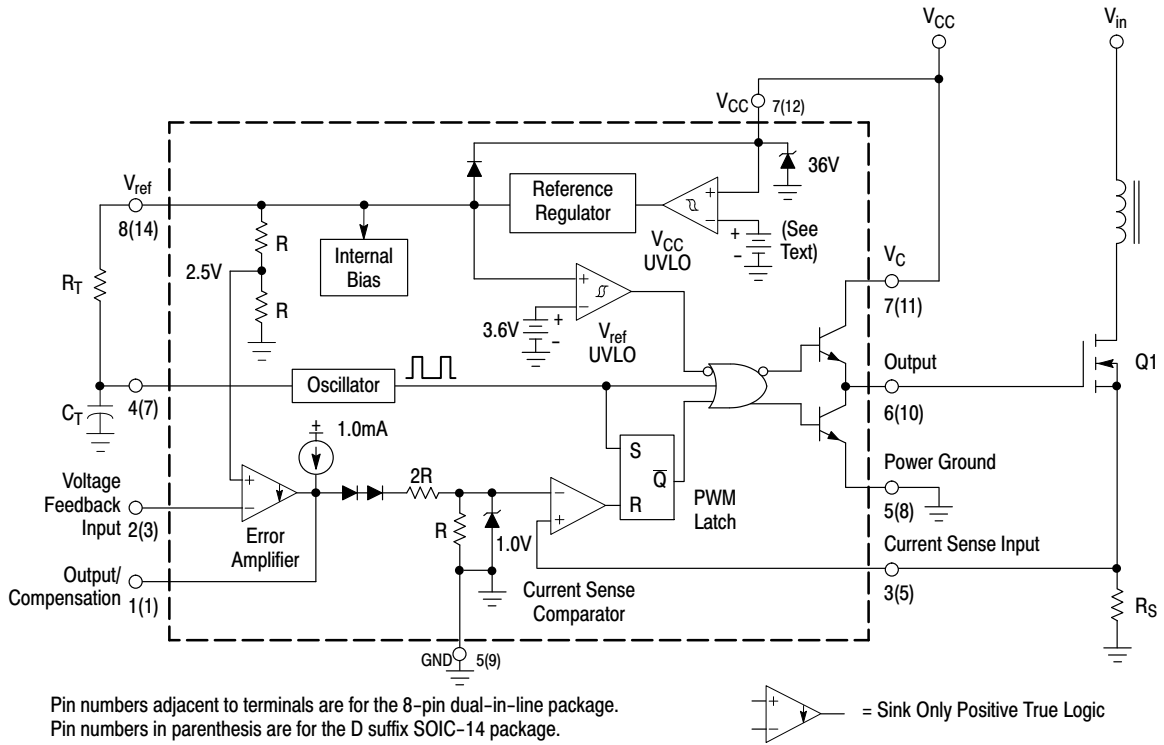 VCC
Vin
VCC 7(12)
36V
Vref
8(14)
Reference
Regulator
+
−
VCC
UVLO
+
−
(See
Text)
R
Internal
Bias
2.5V
RT
R
VC
7(11)
+
−
3.6V
+
−
Vref
UVLO
Output
6(10)
Q1
Oscillator
4(7)
CT
+
1.0mA
S
Q
R
PWM
Latch
Power Ground
5(8)
Voltage
Feedback
Input 2(3)
+
−
Error
Amplifier
2R
R
1.0V
−
+
Current Sense
Comparator
Current Sense Input
3(5)
Output/
Compensation 1(1)
RS
GND 5(9)
Pin numbers adjacent to terminals are for the 8−pin dual−in−line package.
Pin numbers in parenthesis are for the D suffix SOIC−14 package.
+
−
= Sink Only Positive True Logic